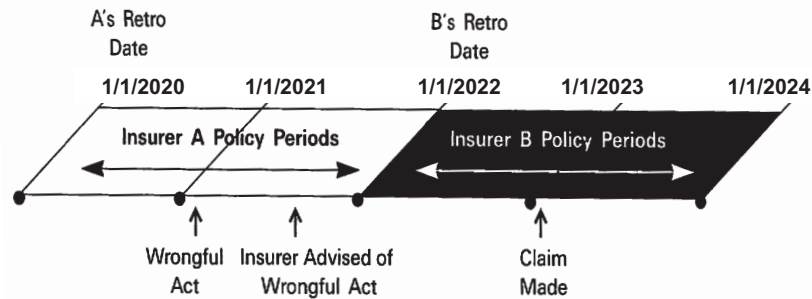 A's Retro
Date
B's Retro
Date
1/1/2020
1/1/2021
1/1/2022
1/1/2023
1/1/2024
Insurer A Policy Periods
Insurer B Policy Periods
Wrongful
Act
Insurer Advised of
Wrongful Act
Claim
Made